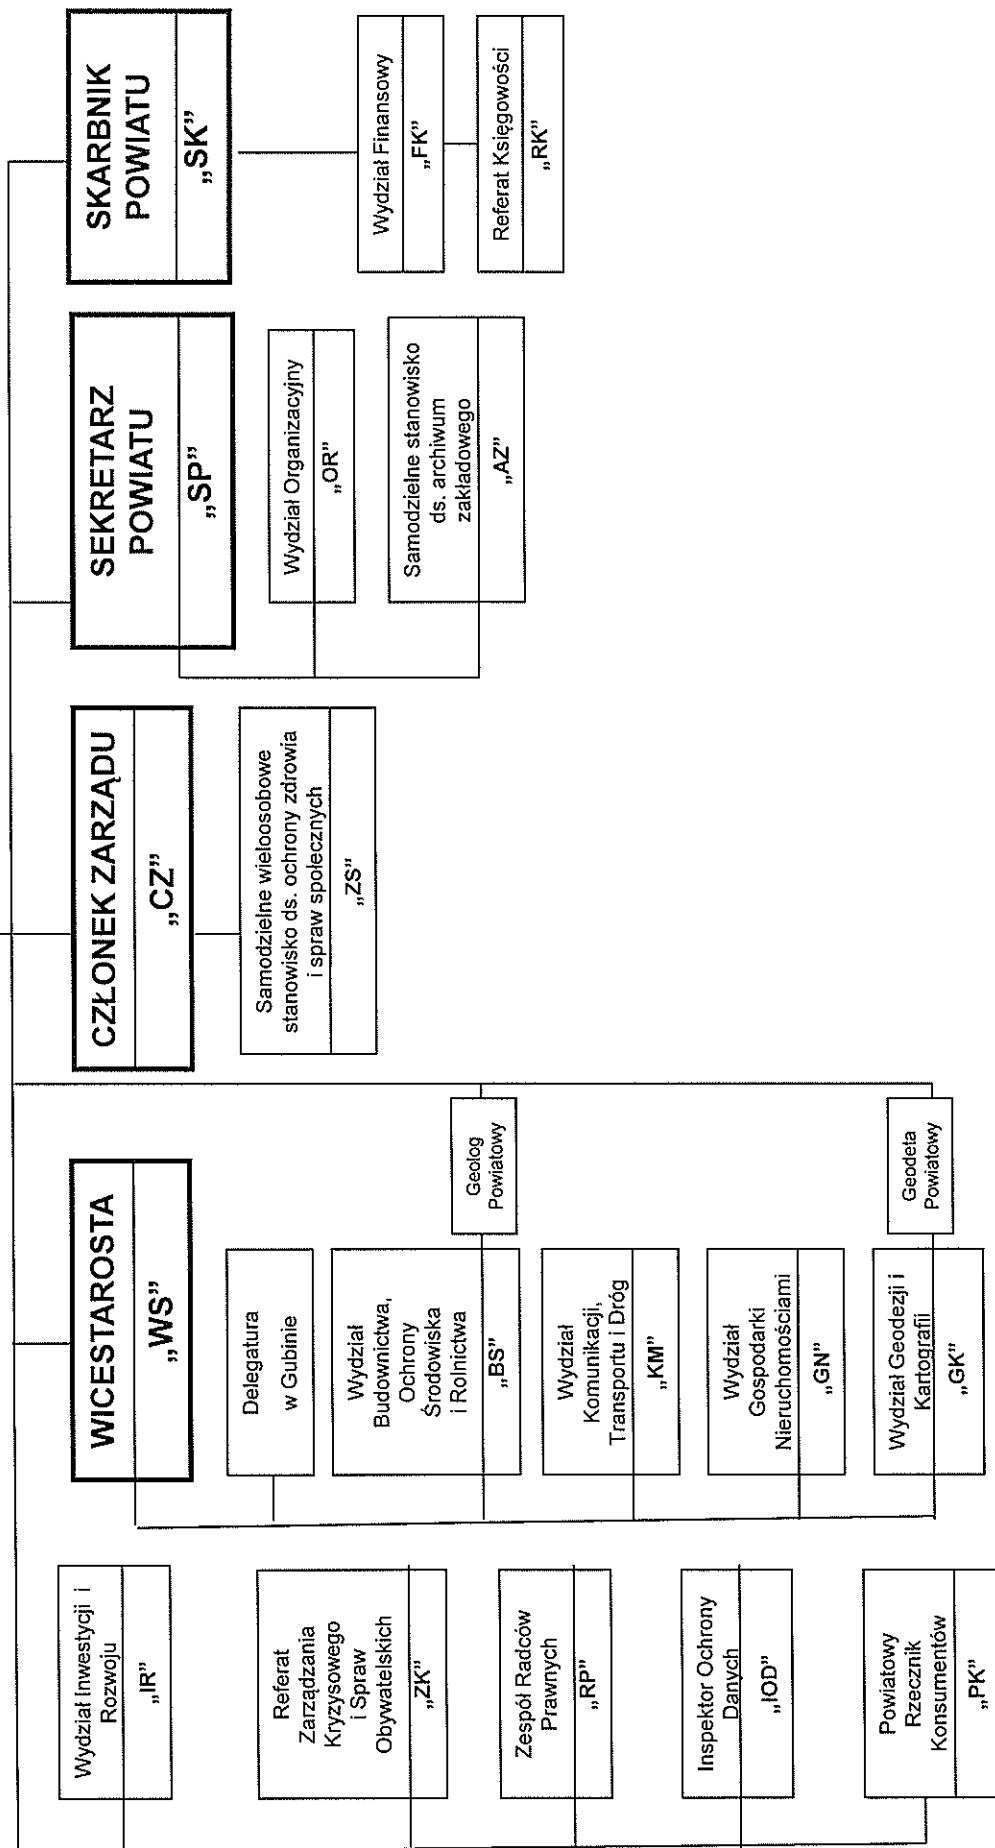 Wydział Inwestycji i
Rozwoju
„IR”
Referat
Zarządzania
Kryzysowego
i Spraw
Obywatelskich
„ZK”
Zespół Radców
Prawnych
„RP”
Inspektor Ochrony
Danych
„IOD”
Powiatowy
Rzecznik
Konsumentów
„PK”
WICESTAROSTA
„WS”
Delegatura
w Gubinie
Wydział
Budownictwa,
Ochrony
Środowiska
i Rolnictwa
„BS”
Geolog
Powiatowy
Wydział
Komunikacji,
Transportu i Dróg
„KM”
Wydział
Gospodarki
Nieruchomościami
„GN”
Wydział Geodezji i
Kartografii
„GK”
Geodeta
Powiatowy
CZŁONEK ZARZĄDU
„CZ”
Samodzielne wieloosobowe
stanowisko ds. ochrony zdrowia
i spraw społecznych
„ZS”
SEKRETARZ
POWIATU
„SP”
Wydział Organizacyjny
„OR”
Samodzielne stanowisko
ds. archiwum
zakładowego
„AZ”
SKARBNIK
POWIATU
„SK”
Wydział Finansowy
„FK”
Referat Księgowości
„RK”